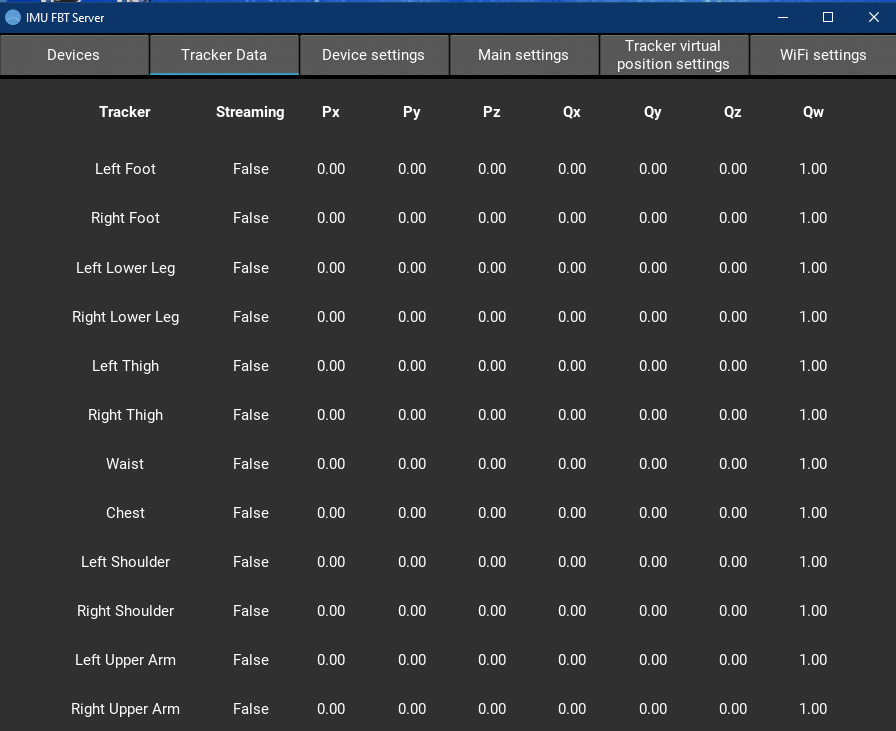 IMU FBT Server
Devices Tracker Data Device settings Main settings Tracker virtual position settings WiFi settings
Tracker Streaming Px Py Pz Qx Qy Qz Qw
Left Foot False 0.00 0.00 0.00 0.00 0.00 0.00 1.00
Right Foot False 0.00 0.00 0.00 0.00 0.00 0.00 1.00
Left Lower Leg False 0.00 0.00 0.00 0.00 0.00 0.00 1.00
Right Lower Leg False 0.00 0.00 0.00 0.00 0.00 0.00 1.00
Left Thigh False 0.00 0.00 0.00 0.00 0.00 0.00 1.00
Right Thigh False 0.00 0.00 0.00 0.00 0.00 0.00 1.00
Waist False 0.00 0.00 0.00 0.00 0.00 0.00 1.00
Chest False 0.00 0.00 0.00 0.00 0.00 0.00 1.00
Left Shoulder False 0.00 0.00 0.00 0.00 0.00 0.00 1.00
Right Shoulder False 0.00 0.00 0.00 0.00 0.00 0.00 1.00
Left Upper Arm False 0.00 0.00 0.00 0.00 0.00 0.00 1.00
Right Upper Arm False 0.00 0.00 0.00 0.00 0.00 0.00 1.00